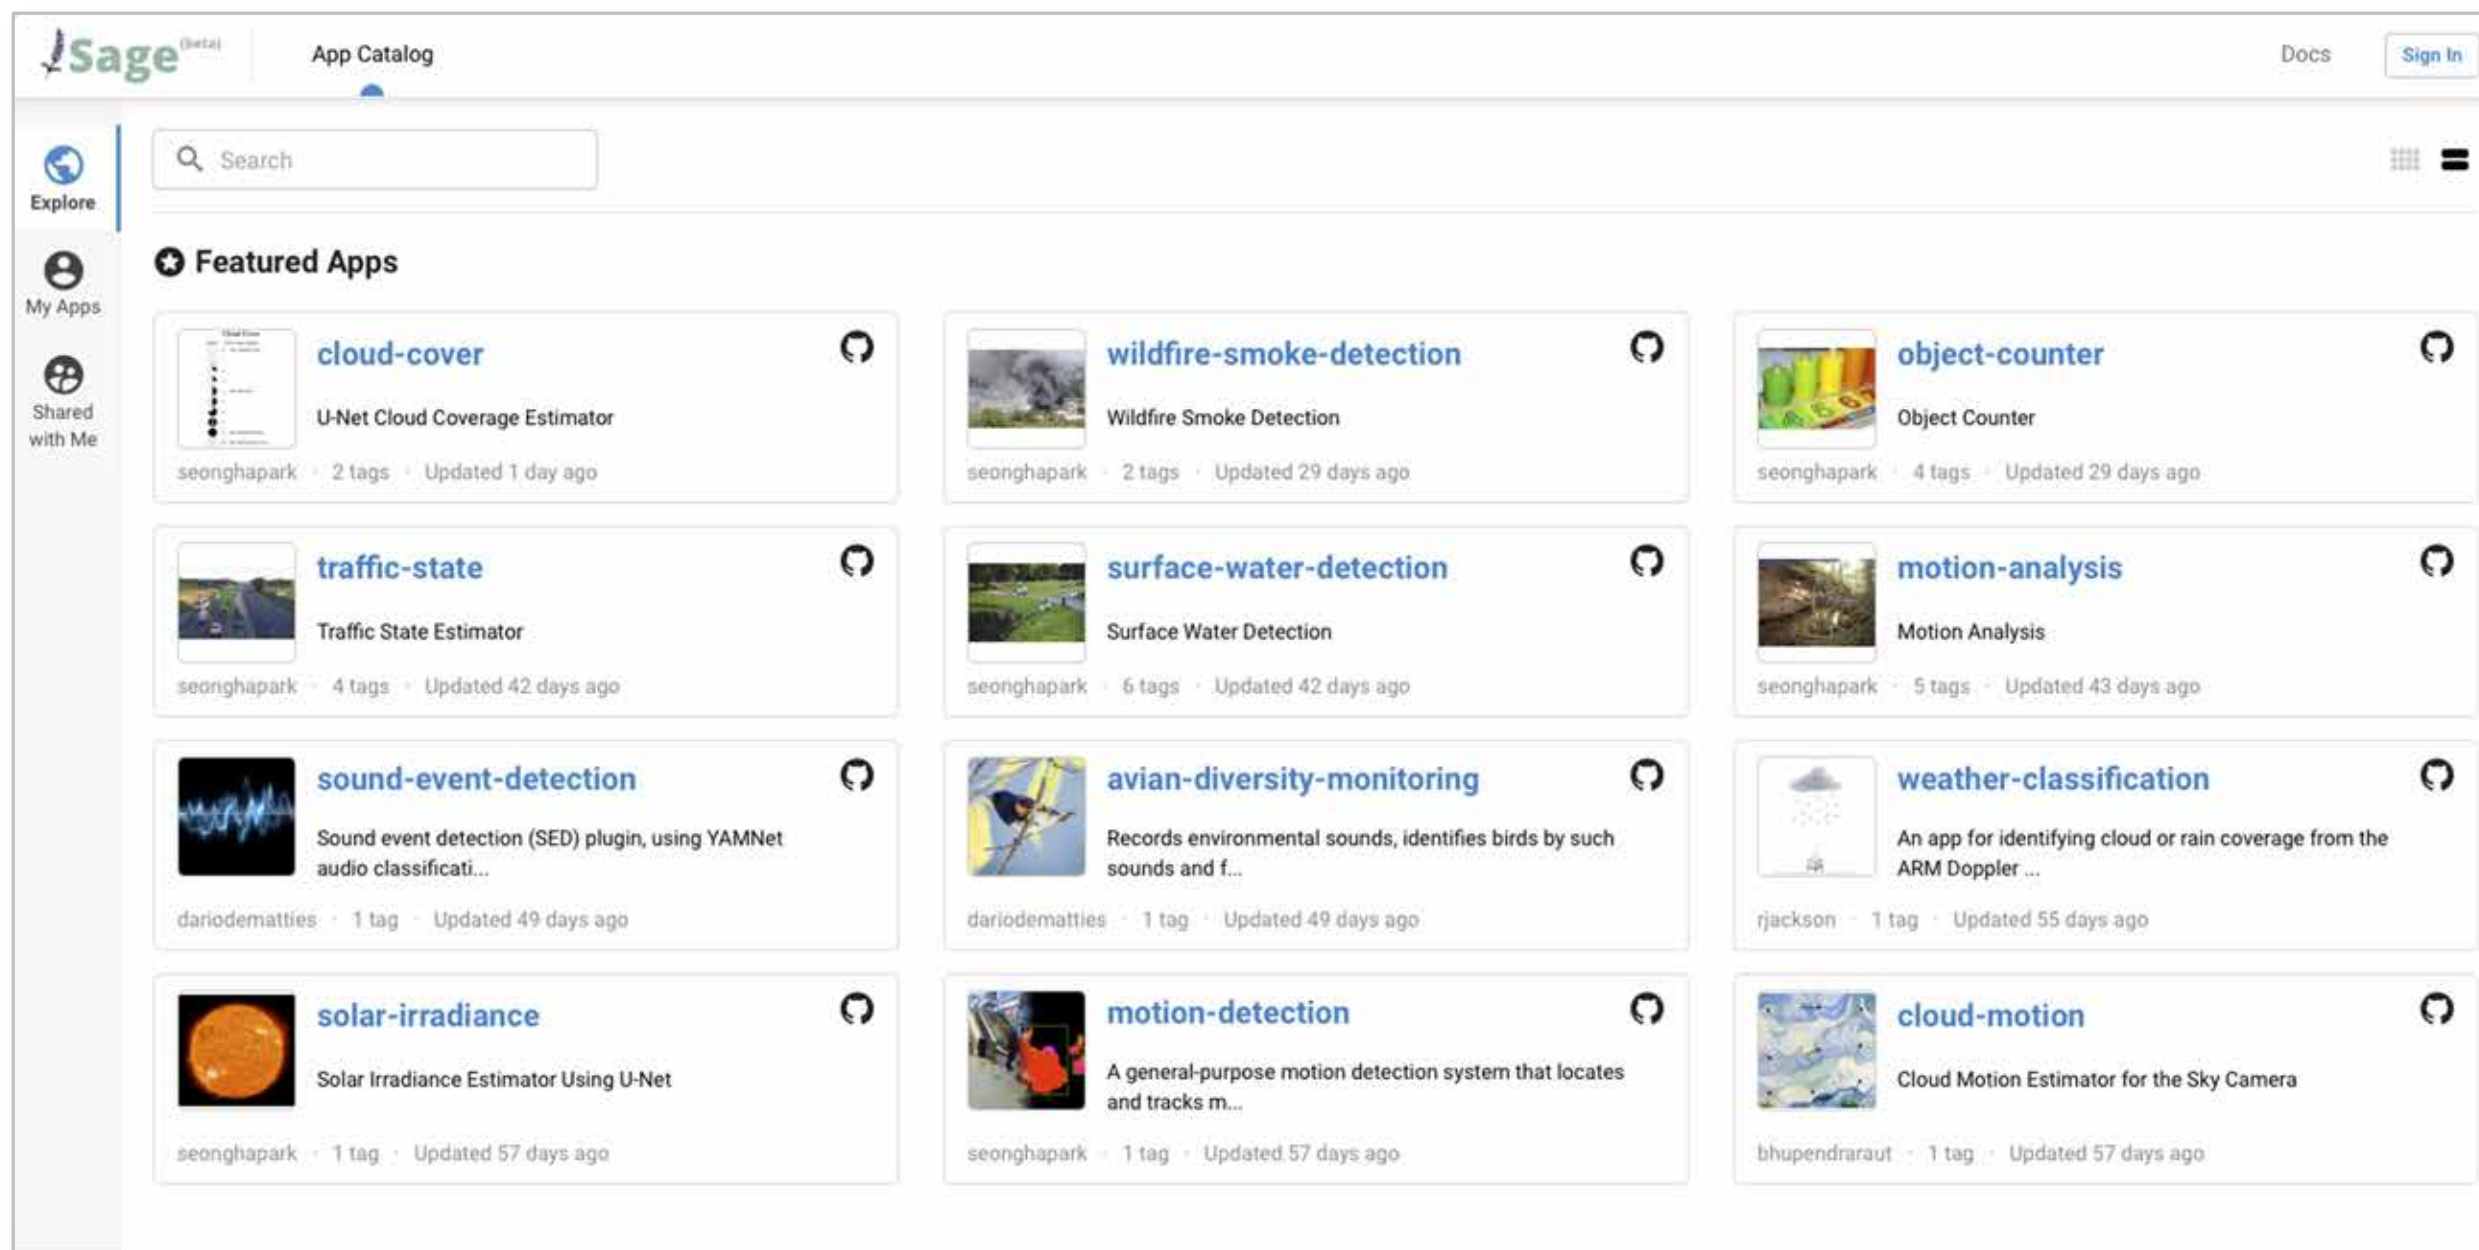 Sage (beta)
App Catalog
Docs
Sign In
Search
Explore
My Apps
Shared
with Me
Featured Apps
cloud-cover
U-Net Cloud Coverage Estimator
seonghapark · 2 tags · Updated 1 day ago
wildfire-smoke-detection
Wildfire Smoke Detection
seonghapark · 2 tags · Updated 29 days ago
object-counter
Object Counter
seonghapark · 4 tags · Updated 29 days ago
traffic-state
Traffic State Estimator
seonghapark · 4 tags · Updated 42 days ago
surface-water-detection
Surface Water Detection
seonghapark · 6 tags · Updated 42 days ago
motion-analysis
Motion Analysis
seonghapark · 5 tags · Updated 43 days ago
sound-event-detection
Sound event detection (SED) plugin, using YAMNet
audio classificati...
dariodematties · 1 tag · Updated 49 days ago
avian-diversity-monitoring
Records environmental sounds, identifies birds by such
sounds and f...
dariodematties · 1 tag · Updated 49 days ago
weather-classification
An app for identifying cloud or rain coverage from the
ARM Doppler ...
rjackson · 1 tag · Updated 55 days ago
solar-irradiance
Solar Irradiance Estimator Using U-Net
seonghapark · 1 tag · Updated 57 days ago
motion-detection
A general-purpose motion detection system that locates
and tracks m...
seonghapark · 1 tag · Updated 57 days ago
cloud-motion
Cloud Motion Estimator for the Sky Camera
bhupendraraut · 1 tag · Updated 57 days ago